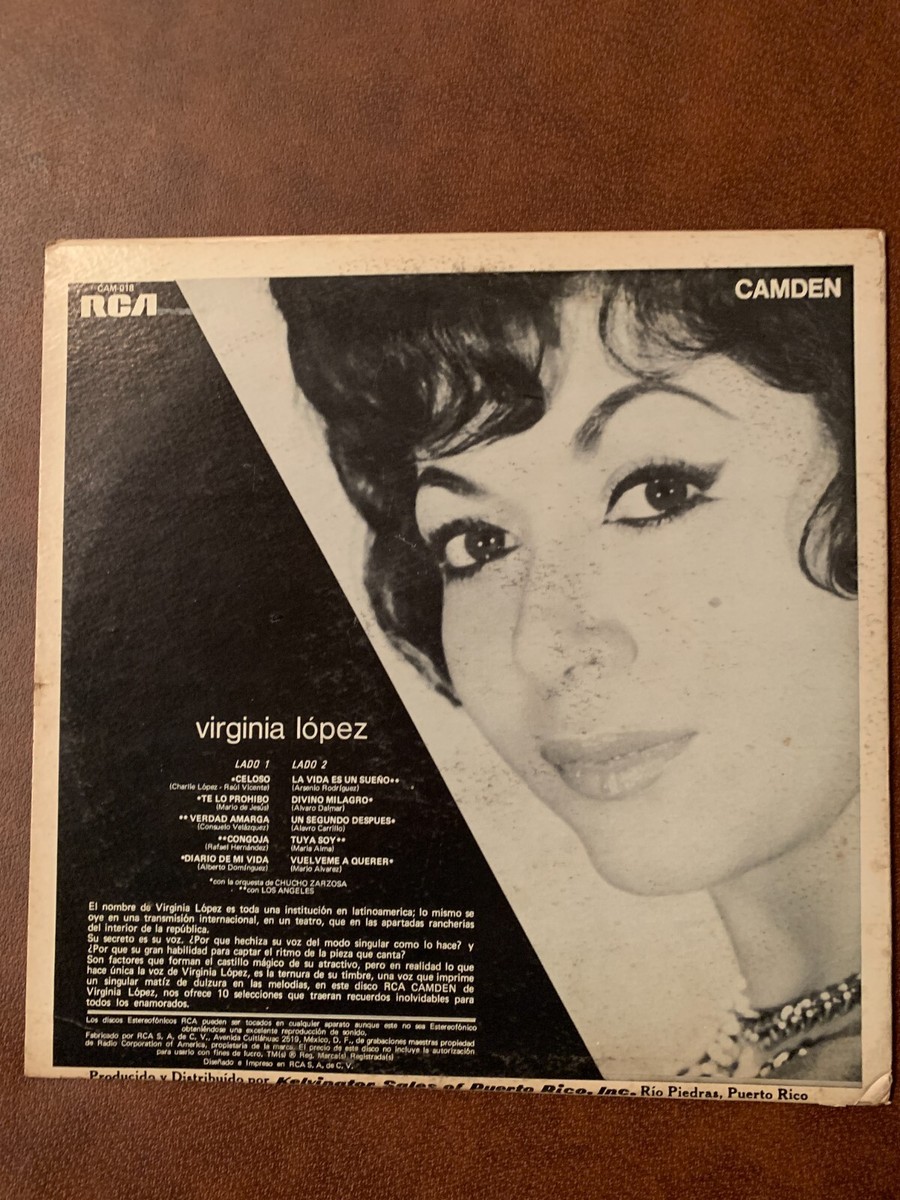 CAM-018
RCA
CAMDEN
virginia lópez
LADO 1
*CELOSO
(Charlie López - Raúl Vicente)
*TE LO PROHIBO
(Mario de Jesús)
**VERDAD AMARGA
(Consuelo Velázquez)
**CONGOJA
(Rafael Hernández)
*DIARIO DE MI VIDA
(Alberto Domínguez)
LADO 2
LA VIDA ES UN SUEÑO**
(Arsenio Rodríguez)
DIVINO MILAGRO*
(Alvaro Dalmar)
UN SEGUNDO DESPUES*
(Alavro Carrillo)
TUYA SOY**
(María Alma)
VUELVEME A QUERER*
(Mario Alvarez)
*con la orquesta de CHUCHO ZARZOSA
**con LOS ANGELES
El nombre de Virginia López es toda una institución en latinoamerica; lo mismo se
oye en una transmisión internacional, en un teatro, que en las apartadas rancherías
del interior de la república.
Su secreto es su voz. ¿Por que hechiza su voz del modo singular como lo hace? y
¿Por que su gran habilidad para captar el ritmo de la pieza que canta?
Son factores que forman el castillo mágico de su atractivo, pero en realidad lo que
hace única la voz de Virginia López, es la ternura de su timbre, una voz que imprime
un singular matíz de dulzura en las melodias, en este disco RCA CAMDEN de
Virginia López, nos ofrece 10 selecciones que traeran recuerdos inolvidables para
todos los enamorados.
Los discos Estereofónicos RCA pueden ser tocados en cualquier aparato aunque este no sea Estereofónico
obteniéndose una excelente reproducción de sonido.
Fabricado por RCA S. A. de C. V., Avenida Cuitláhuac 2519, México, D. F., de grabaciones maestras propiedad
de Radio Corporation of America, propietaria de la marca. El precio de este disco no incluye la autorización
para usarlo con fines de lucro. TM(s) ® Reg. Marca(s) Registrada(s)
Diseñado e Impreso en RCA S. A. de C. V.
Producido y Distribuido por Kelvinator Sales of Puerto Rico, Inc. Río Piedras, Puerto Rico